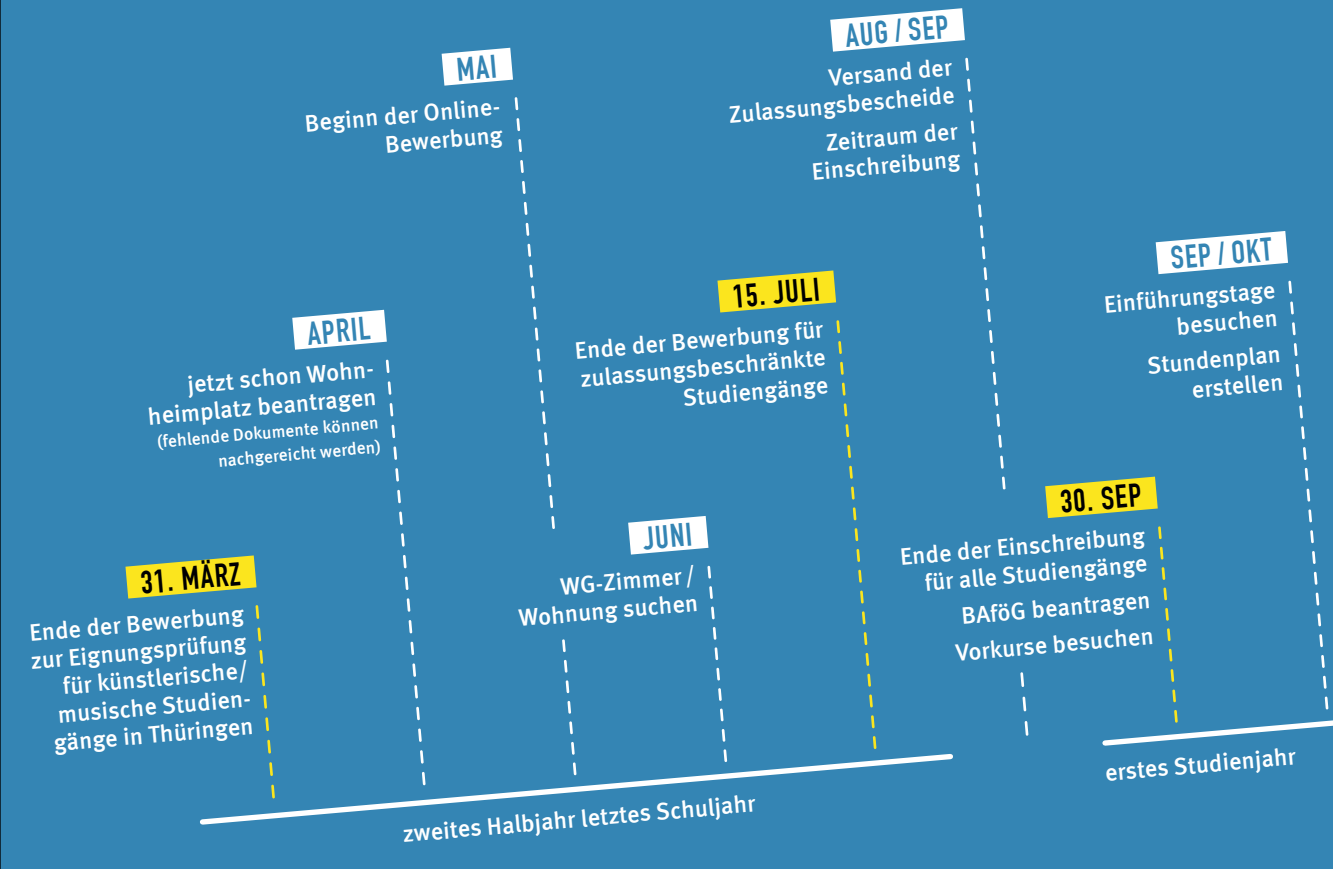 31. MÄRZ
Ende der Bewerbung
zur Eignungsprüfung
für künstlerische/
musische Studien-
gänge in Thüringen
APRIL
jetzt schon Wohn-
heimplatz beantragen
(fehlende Dokumente können
nachgereicht werden)
MAI
Beginn der Online-
Bewerbung
JUNI
WG-Zimmer /
Wohnung suchen
15. JULI
Ende der Bewerbung für
zulassungsbeschränkte
Studiengänge
AUG / SEP
Versand der
Zulassungsbescheide
Zeitraum der
Einschreibung
30. SEP
Ende der Einschreibung
für alle Studiengänge
BAföG beantragen
Vorkurse besuchen
SEP / OKT
Einführungstage
besuchen
Stundenplan
erstellen
zweites Halbjahr letztes Schuljahr
erstes Studienjahr